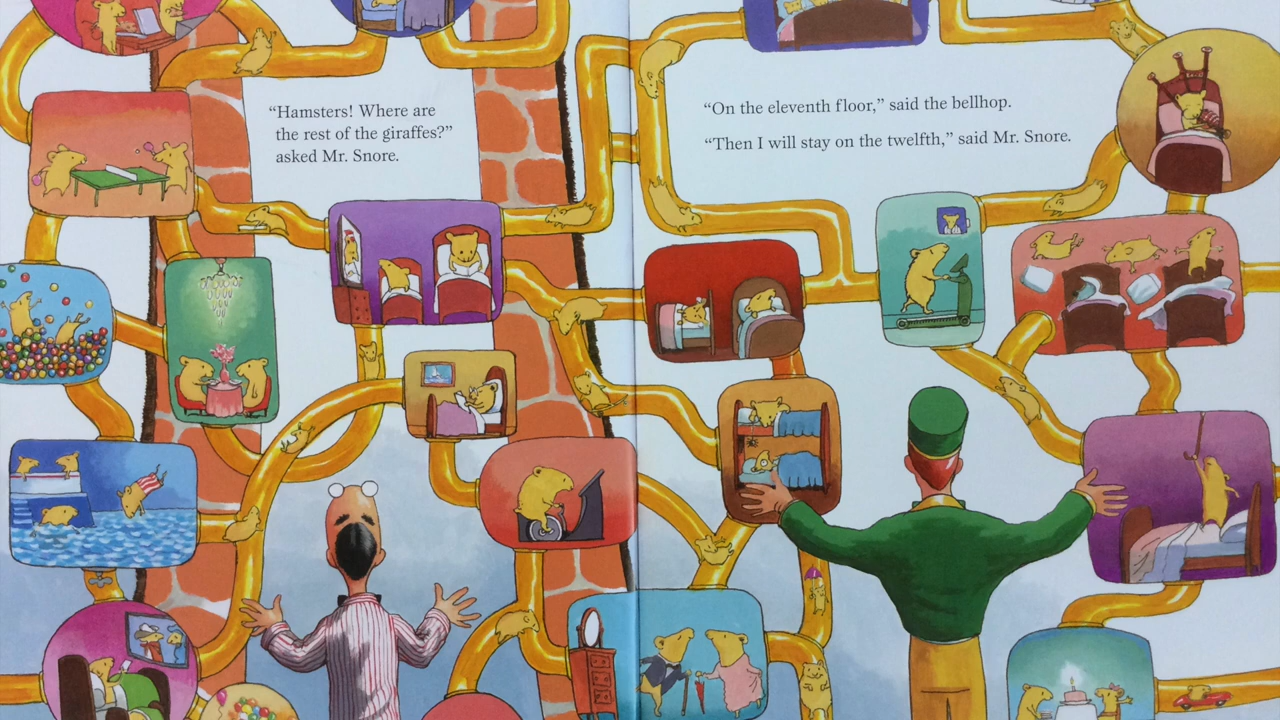 “Hamsters! Where are
the rest of the giraffes?”
asked Mr. Snore.
“On the eleventh floor,” said the bellhop.
“Then I will stay on the twelfth,” said Mr. Snore.